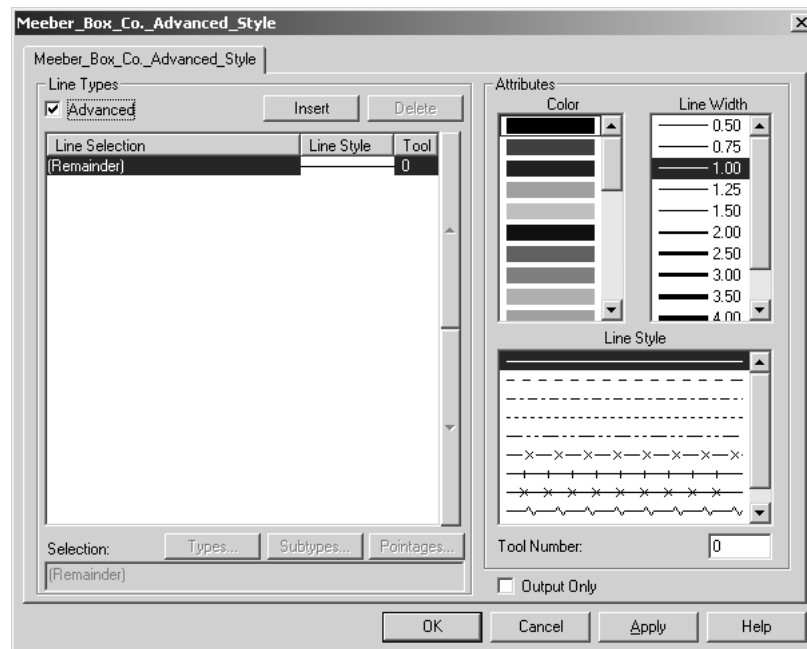 Meeber_Box_Co._Advanced_Style
Meeber_Box_Co._Advanced_Style
Line Types
Advanced
Insert
Delete
Line Selection Line Style Tool
(Remainder) 0
Selection: Types... Subtypes... Pointages...
(Remainder)
Attributes
Color
Line Width
0.50
0.75
1.00
1.25
1.50
2.00
2.50
3.00
3.50
4.00
Line Style
Tool Number: 0
Output Only
OK Cancel Apply Help